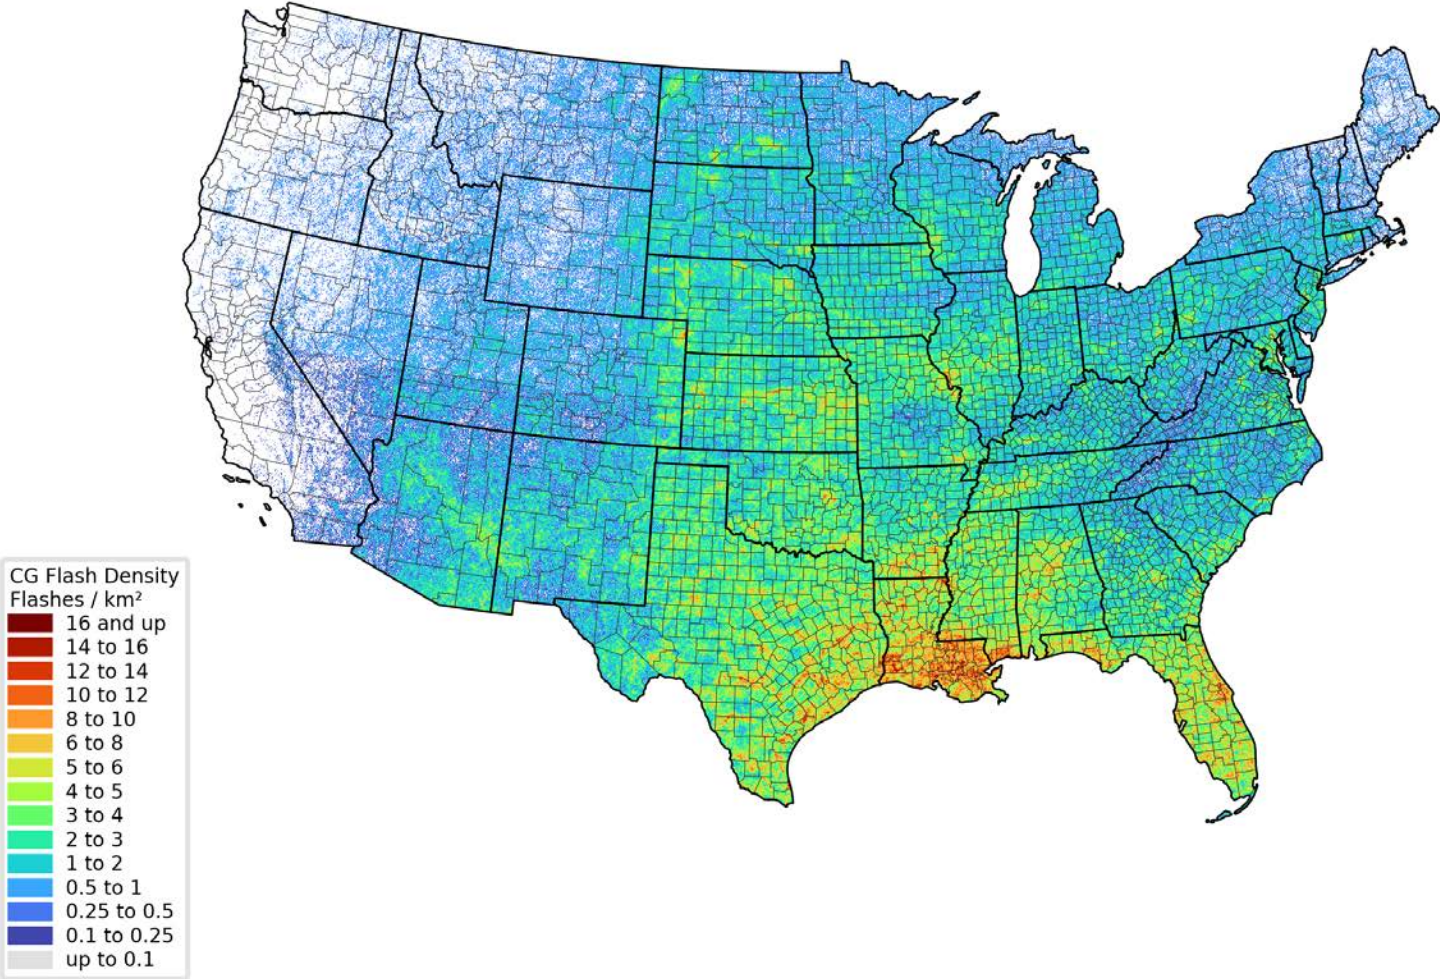 CG Flash Density
Flashes / km²
16 and up
14 to 16
12 to 14
10 to 12
8 to 10
6 to 8
5 to 6
4 to 5
3 to 4
2 to 3
1 to 2
0.5 to 1
0.25 to 0.5
0.1 to 0.25
up to 0.1